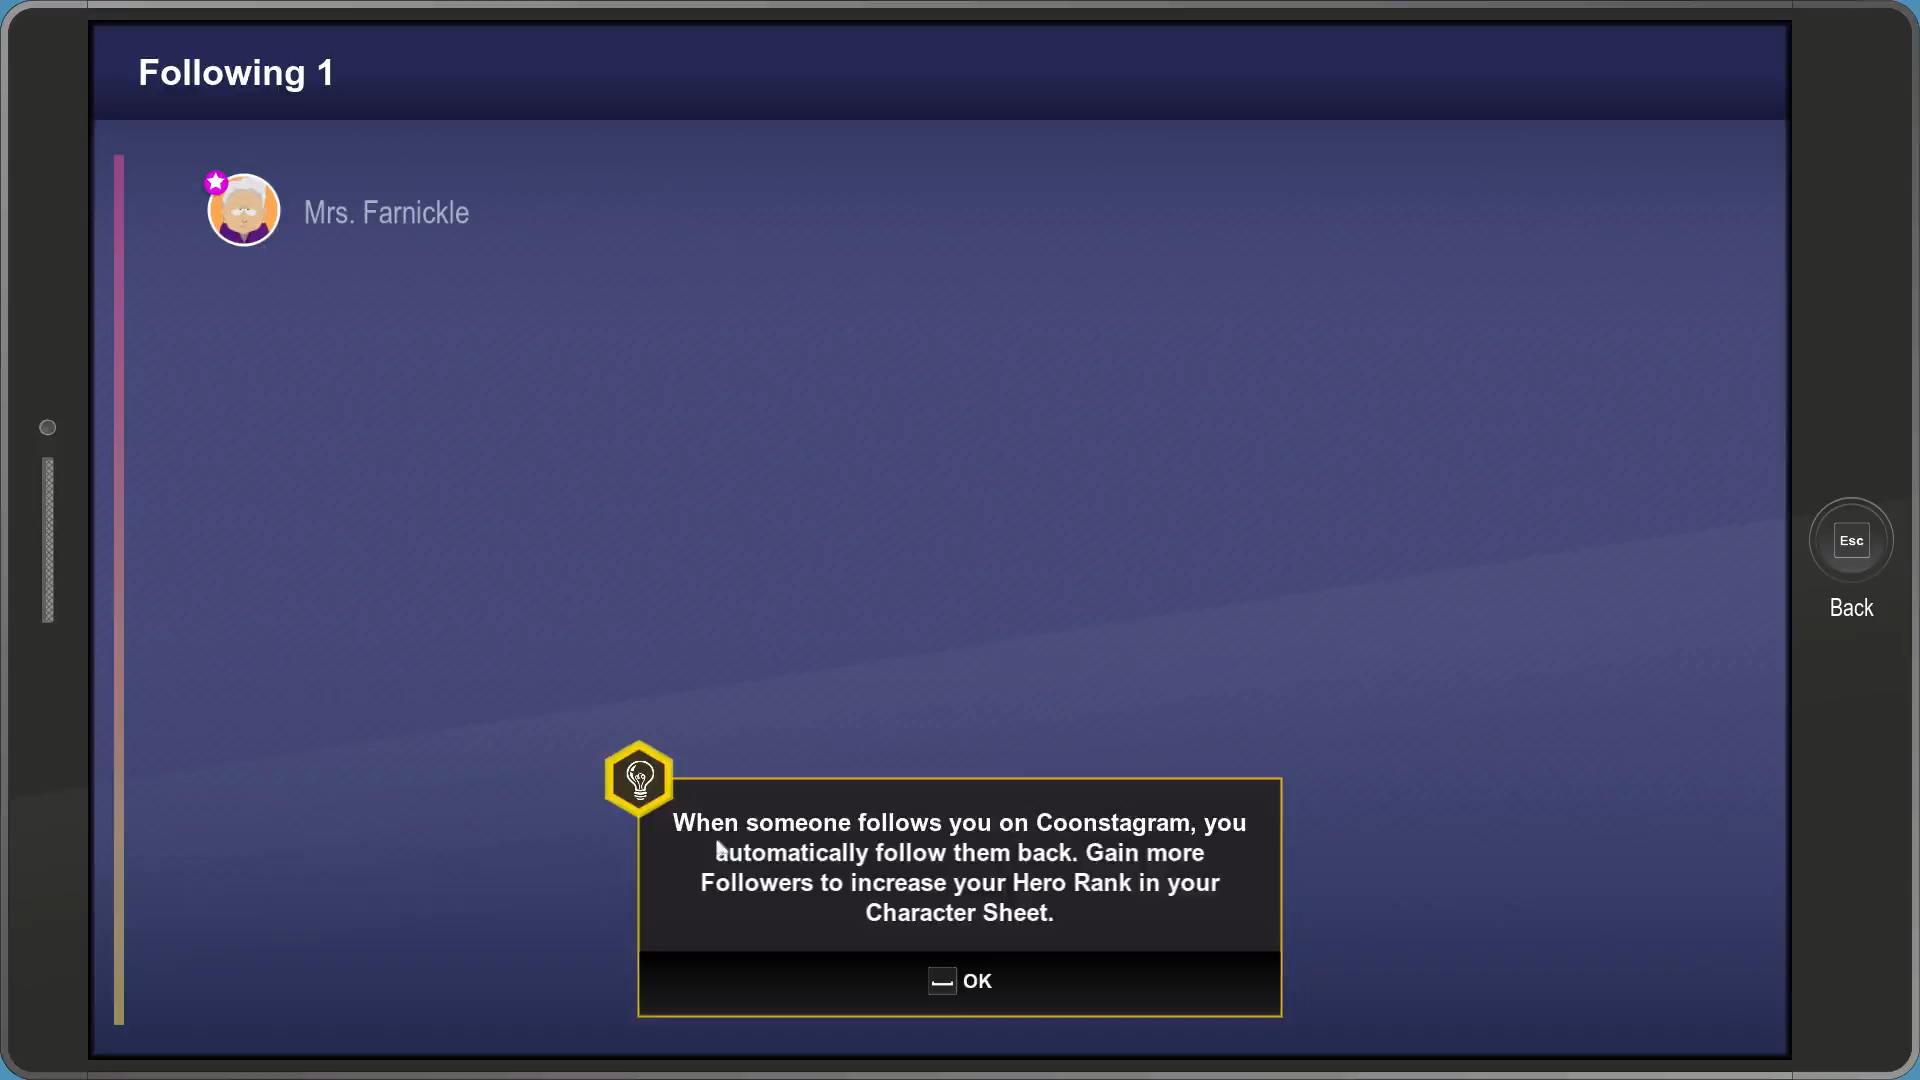 Following 1
Mrs. Farnickle
Esc
Back
When someone follows you on Coonstagram, you
automatically follow them back. Gain more
Followers to increase your Hero Rank in your
Character Sheet.
OK